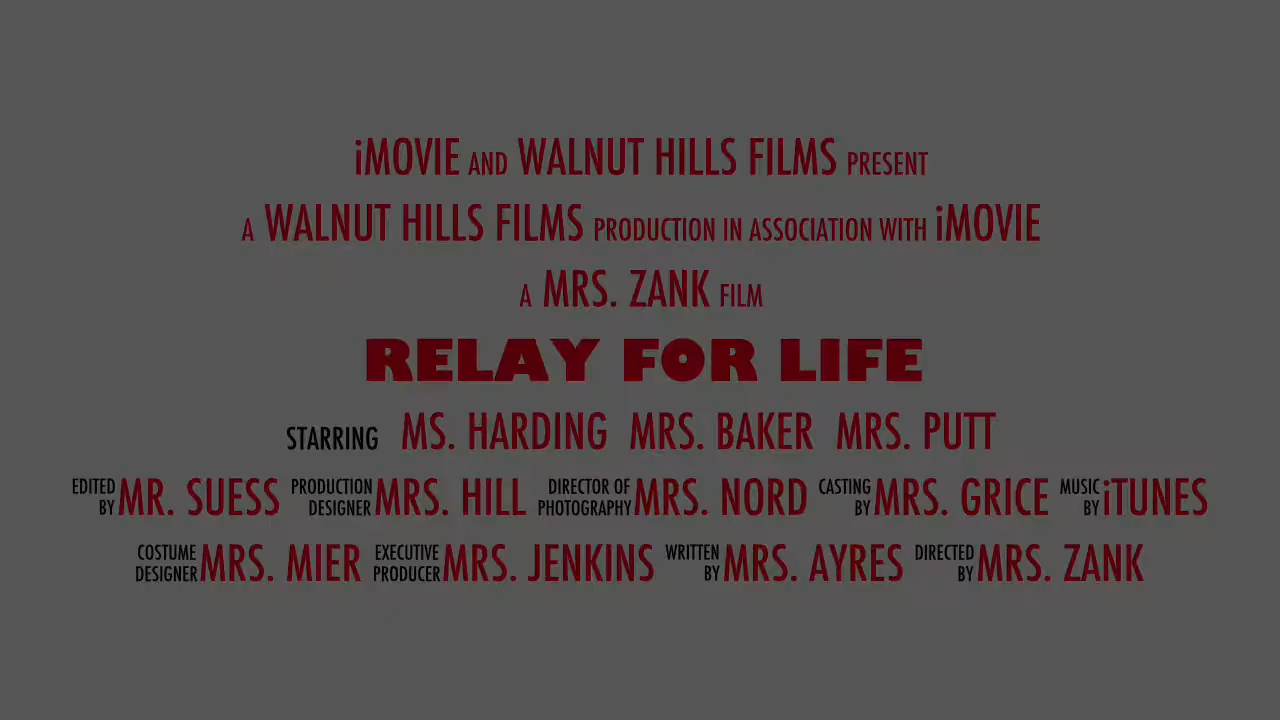 iMOVIE AND WALNUT HILLS FILMS PRESENT
A WALNUT HILLS FILMS PRODUCTION IN ASSOCIATION WITH iMOVIE
A MRS. ZANK FILM
RELAY FOR LIFE
STARRING MS. HARDING MRS. BAKER MRS. PUTT
EDITED BY MR. SUESS PRODUCTION DESIGNER MRS. HILL DIRECTOR OF PHOTOGRAPHY MRS. NORD CASTING BY MRS. GRICE MUSIC BY iTUNES
COSTUME DESIGNER MRS. MIER EXECUTIVE PRODUCER MRS. JENKINS WRITTEN BY MRS. AYRES DIRECTED BY MRS. ZANK